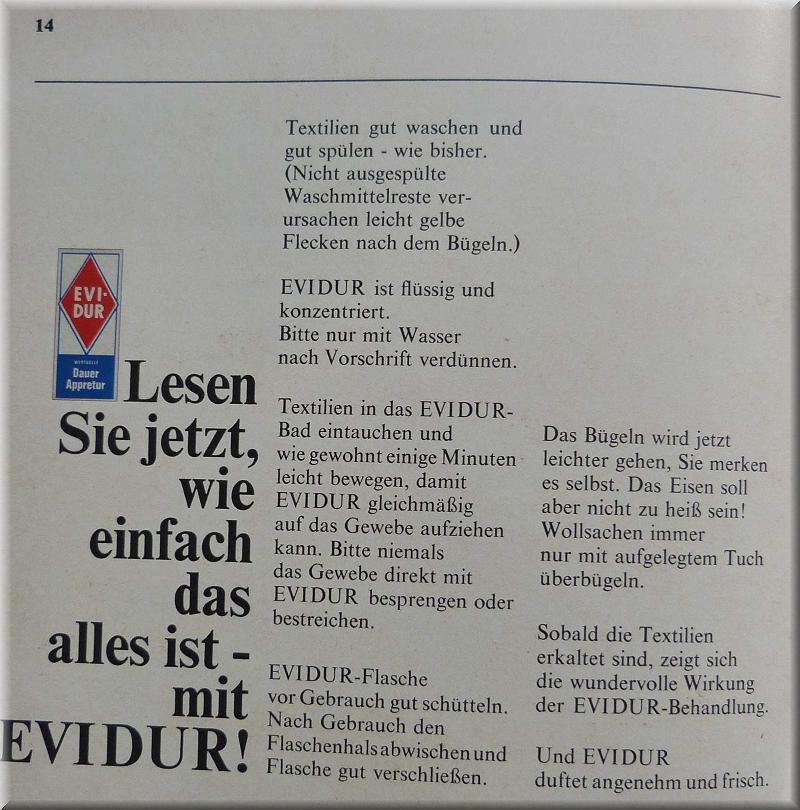 14
EVI-
DUR
WERTVOLLE
Dauer
Appretur
Lesen
Sie jetzt,
wie
einfach
das
alles ist -
mit
EVIDUR!
Textilien gut waschen und
gut spülen - wie bisher.
(Nicht ausgespülte
Waschmittelreste ver-
ursachen leicht gelbe
Flecken nach dem Bügeln.)
EVIDUR ist flüssig und
konzentriert.
Bitte nur mit Wasser
nach Vorschrift verdünnen.
Textilien in das EVIDUR-
Bad eintauchen und
wie gewohnt einige Minuten
leicht bewegen, damit
EVIDUR gleichmäßig
auf das Gewebe aufziehen
kann. Bitte niemals
das Gewebe direkt mit
EVIDUR besprengen oder
bestreichen.
EVIDUR-Flasche
vor Gebrauch gut schütteln.
Nach Gebrauch den
Flaschenhals abwischen und
Flasche gut verschließen.
Das Bügeln wird jetzt
leichter gehen, Sie merken
es selbst. Das Eisen soll
aber nicht zu heiß sein!
Wollsachen immer
nur mit aufgelegtem Tuch
überbügeln.
Sobald die Textilien
erkaltet sind, zeigt sich
die wundervolle Wirkung
der EVIDUR-Behandlung.
Und EVIDUR
duftet angenehm und frisch.